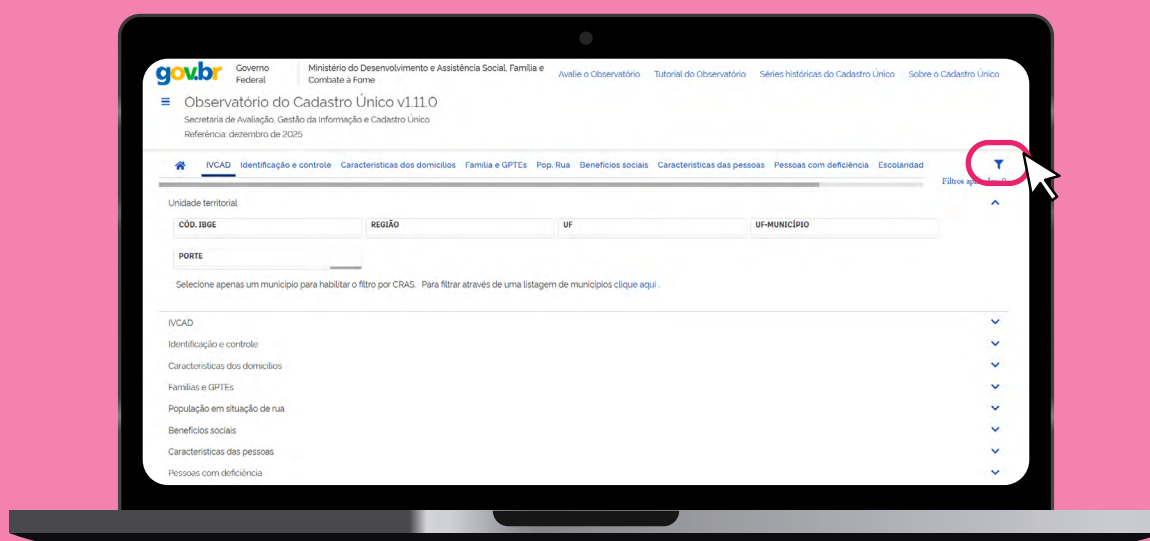 gov.br
Governo Federal
Ministério do Desenvolvimento e Assistência Social, Família e Combate à Fome
Avalie o Observatório
Tutorial do Observatório
Séries históricas do Cadastro Único
Sobre o Cadastro Único
Observatório do Cadastro Único v1.11.0
Secretaria de Avaliação, Gestão da Informação e Cadastro Único
Referência: dezembro de 2025
IVCAD Identificação e controle Características dos domicílios Família e GPTEs Pop. Rua Benefícios sociais Características das pessoas Pessoas com deficiência Escolaridad
Filtros
Unidade territorial
CÓD. IBGE
REGIÃO
UF
UF-MUNICÍPIO
PORTE
Selecione apenas um município para habilitar o filtro por CRAS. Para filtrar através de uma listagem de municípios clique aqui .
IVCAD
Identificação e controle
Características dos domicílios
Famílias e GPTEs
População em situação de rua
Benefícios sociais
Características das pessoas
Pessoas com deficiência